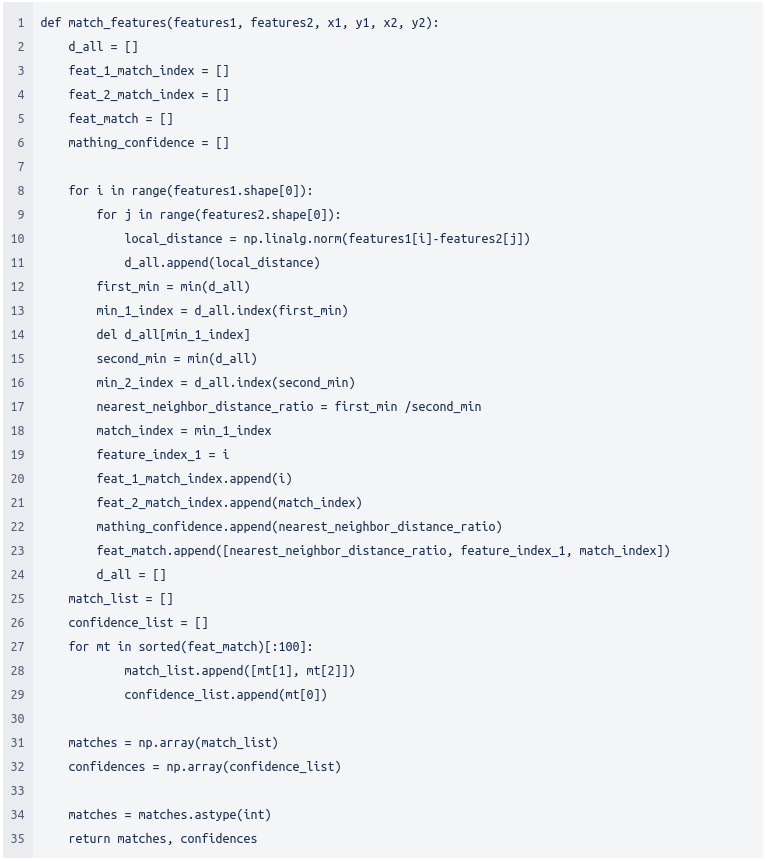 1 def match_features(features1, features2, x1, y1, x2, y2):
2     d_all = []
3     feat_1_match_index = []
4     feat_2_match_index = []
5     feat_match = []
6     mathing_confidence = []
7
8     for i in range(features1.shape[0]):
9         for j in range(features2.shape[0]):
10             local_distance = np.linalg.norm(features1[i]-features2[j])
11             d_all.append(local_distance)
12         first_min = min(d_all)
13         min_1_index = d_all.index(first_min)
14         del d_all[min_1_index]
15         second_min = min(d_all)
16         min_2_index = d_all.index(second_min)
17         nearest_neighbor_distance_ratio = first_min /second_min
18         match_index = min_1_index
19         feature_index_1 = i
20         feat_1_match_index.append(i)
21         feat_2_match_index.append(match_index)
22         mathing_confidence.append(nearest_neighbor_distance_ratio)
23         feat_match.append([nearest_neighbor_distance_ratio, feature_index_1, match_index])
24         d_all = []
25     match_list = []
26     confidence_list = []
27     for mt in sorted(feat_match)[:100]:
28             match_list.append([mt[1], mt[2]])
29             confidence_list.append(mt[0])
30
31     matches = np.array(match_list)
32     confidences = np.array(confidence_list)
33
34     matches = matches.astype(int)
35     return matches, confidences